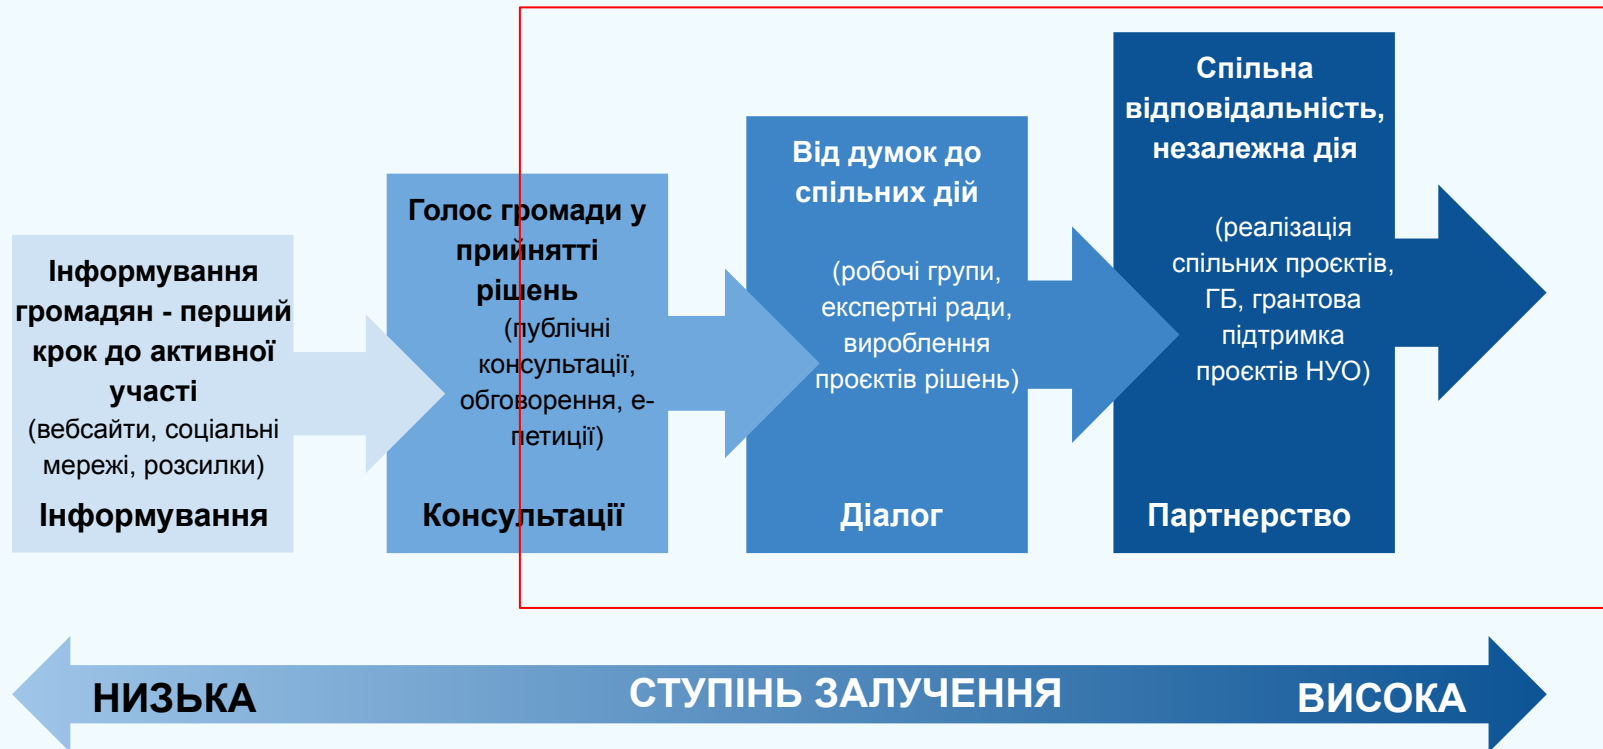 Інформування
громадян - перший
крок до активної
участі
(вебсайти, соціальні
мережі, розсилки)
Інформування
Голос громади у
прийнятті
рішень
(публічні
консультації,
обговорення, е-
петиції)
Консультації
Від думок до
спільних дій
(робочі групи,
експертні ради,
вироблення
проєктів рішень)
Діалог
Спільна
відповідальність,
незалежна дія
(реалізація
спільних проєктів,
ГБ, грантова
підтримка
проєктів НУО)
Партнерство
НИЗЬКА
СТУПІНЬ ЗАЛУЧЕННЯ
ВИСОКА